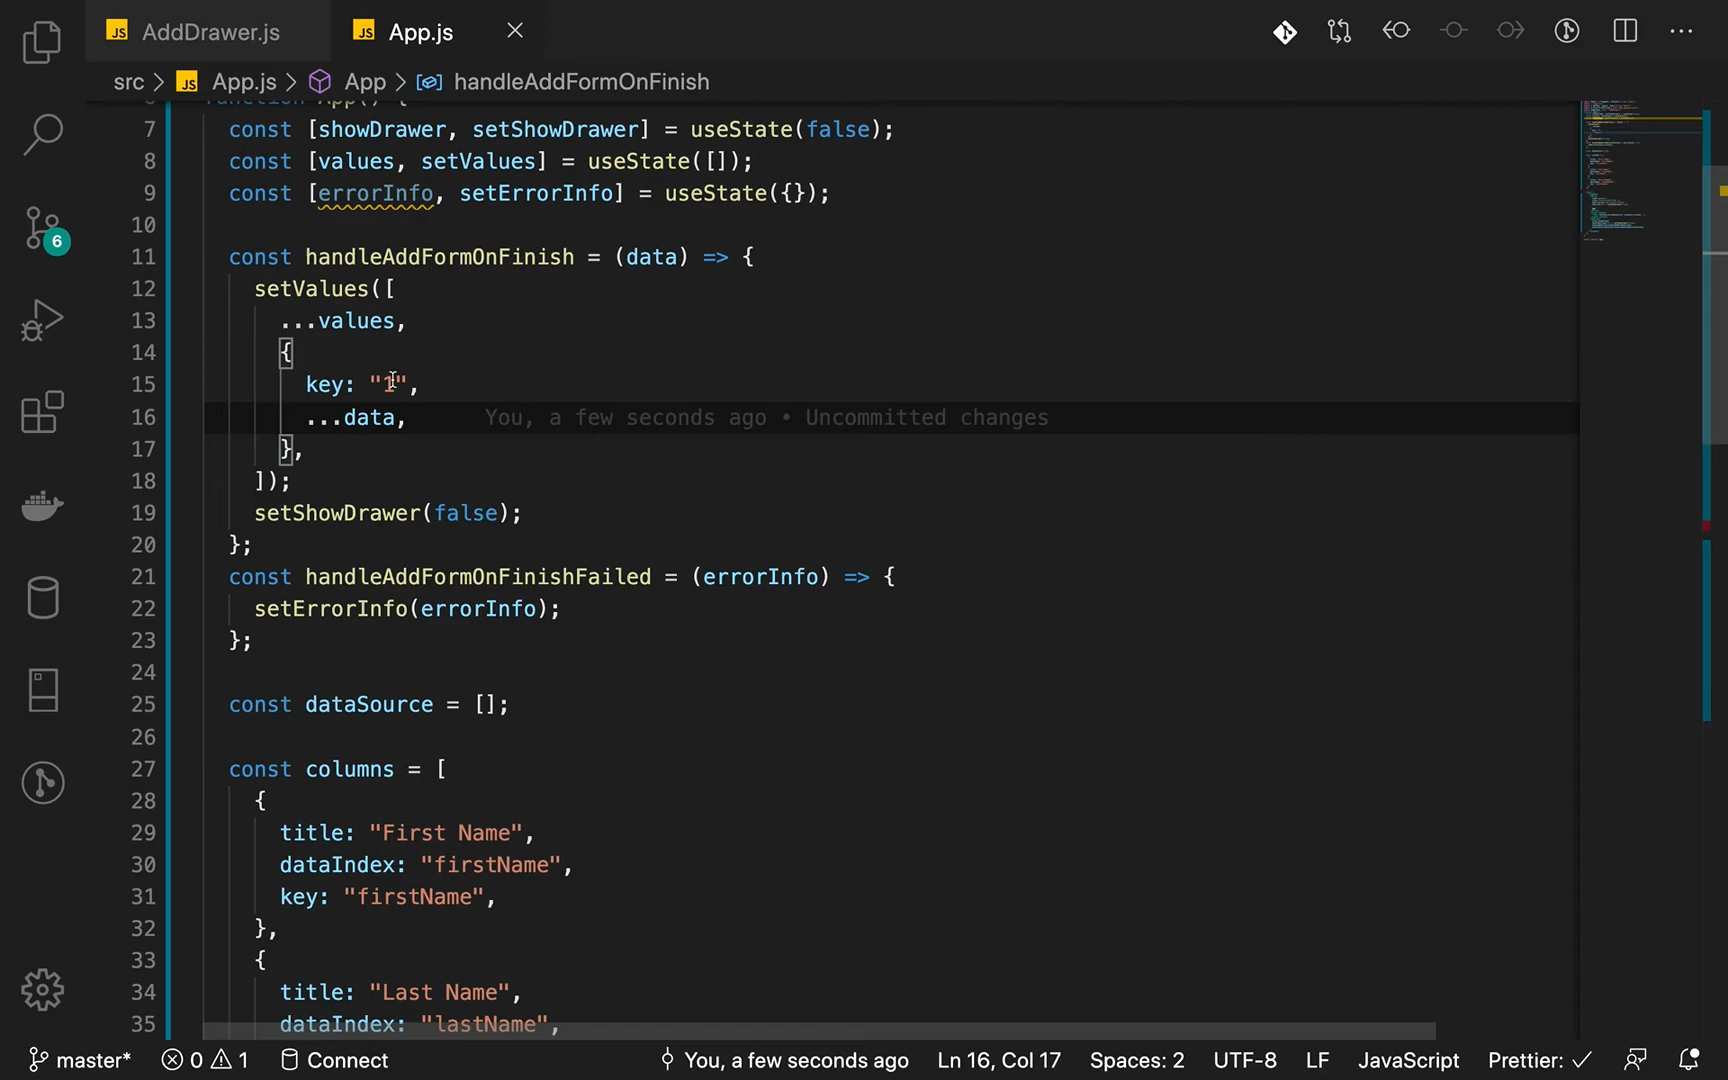 JS AddDrawer.js JS App.js
src > JS App.js > App > handleAddFormOnFinish
6
function App() {
7 const [showDrawer, setShowDrawer] = useState(false);
8 const [values, setValues] = useState([]);
9 const [errorInfo, setErrorInfo] = useState({});
10
11 const handleAddFormOnFinish = (data) => {
12 setValues([
13 ...values,
14 {
15 key: "1",
16 ...data, You, a few seconds ago • Uncommitted changes
17 },
18 ]);
19 setShowDrawer(false);
20 };
21 const handleAddFormOnFinishFailed = (errorInfo) => {
22 setErrorInfo(errorInfo);
23 };
24
25 const dataSource = [];
26
27 const columns = [
28 {
29 title: "First Name",
30 dataIndex: "firstName",
31 key: "firstName",
32 },
33 {
34 title: "Last Name",
35 dataIndex: "lastName",
master* 0 1 Connect You, a few seconds ago Ln 16, Col 17 Spaces: 2 UTF-8 LF JavaScript Prettier: ✓